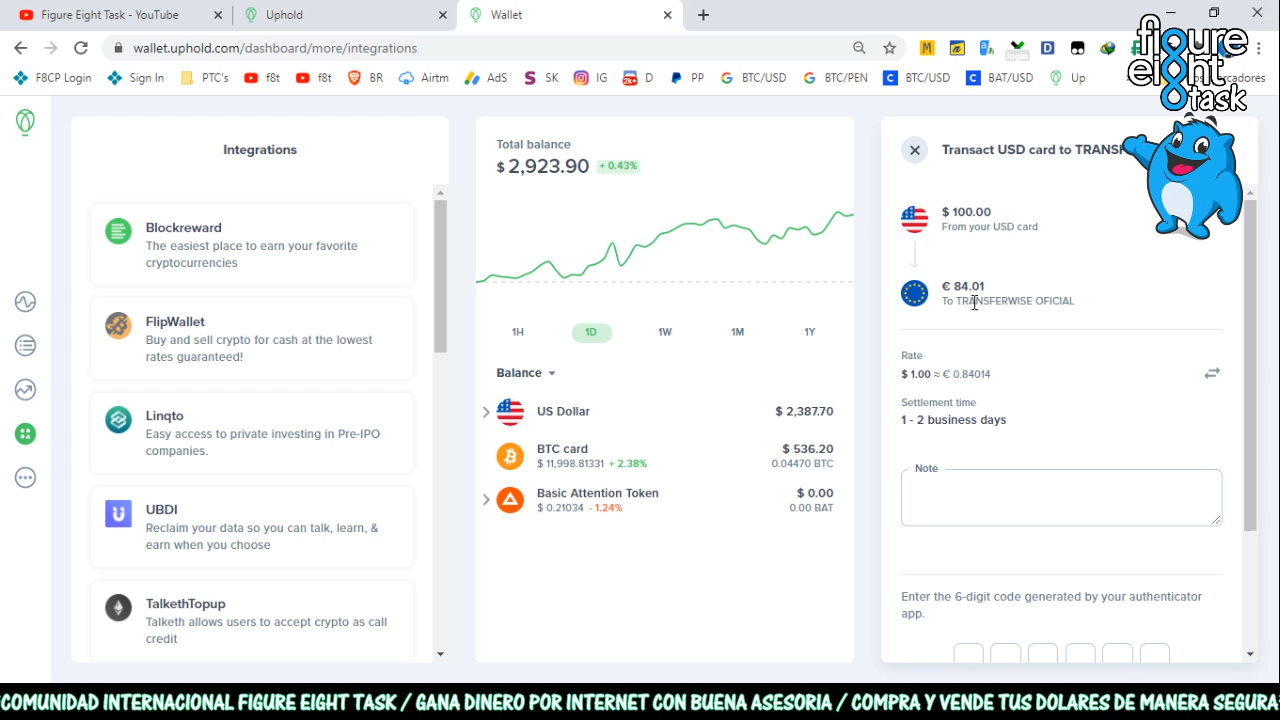 Figure Eight Task - YouTube
Uphold
Wallet
wallet.uphold.com/dashboard/more/integrations
F8CP Login
Sign In
PTC's
f8t
f8t
BR
Airtm
AdS
SK
IG
D
PP
BTC/USD
BTC/PEN
BTC/USD
BAT/USD
Up
figure
eight
task
Integrations
Blockreward
The easiest place to earn your favorite
cryptocurrencies
FlipWallet
Buy and sell crypto for cash at the lowest
rates guaranteed!
Linqto
Easy access to private investing in Pre-IPO
companies.
UBDI
Reclaim your data so you can talk, learn, &
earn when you choose
TalkethTopup
Talketh allows users to accept crypto as call
credit
Total balance
$ 2,923.90 + 0.43%
1H 1D 1W 1M 1Y
Balance
US Dollar $ 2,387.70
BTC card $ 536.20
$ 11,998.81331 + 2.38% 0.04470 BTC
Basic Attention Token $ 0.00
$ 0.21034 - 1.24% 0.00 BAT
Transact USD card to
$ 100.00
From your USD card
€ 84.01
To TRANSFERWISE OFICIAL
Rate
$ 1.00 ≈ € 0.84014
Settlement time
1 - 2 business days
Note
Enter the 6-digit code generated by your authenticator
app.
COMUNIDAD INTERNACIONAL FIGURE EIGHT TASK / GANA DINERO POR INTERNET CON BUENA ASESORIA / COMPRA Y VENDE TUS DOLARES DE MANERA SEGURA